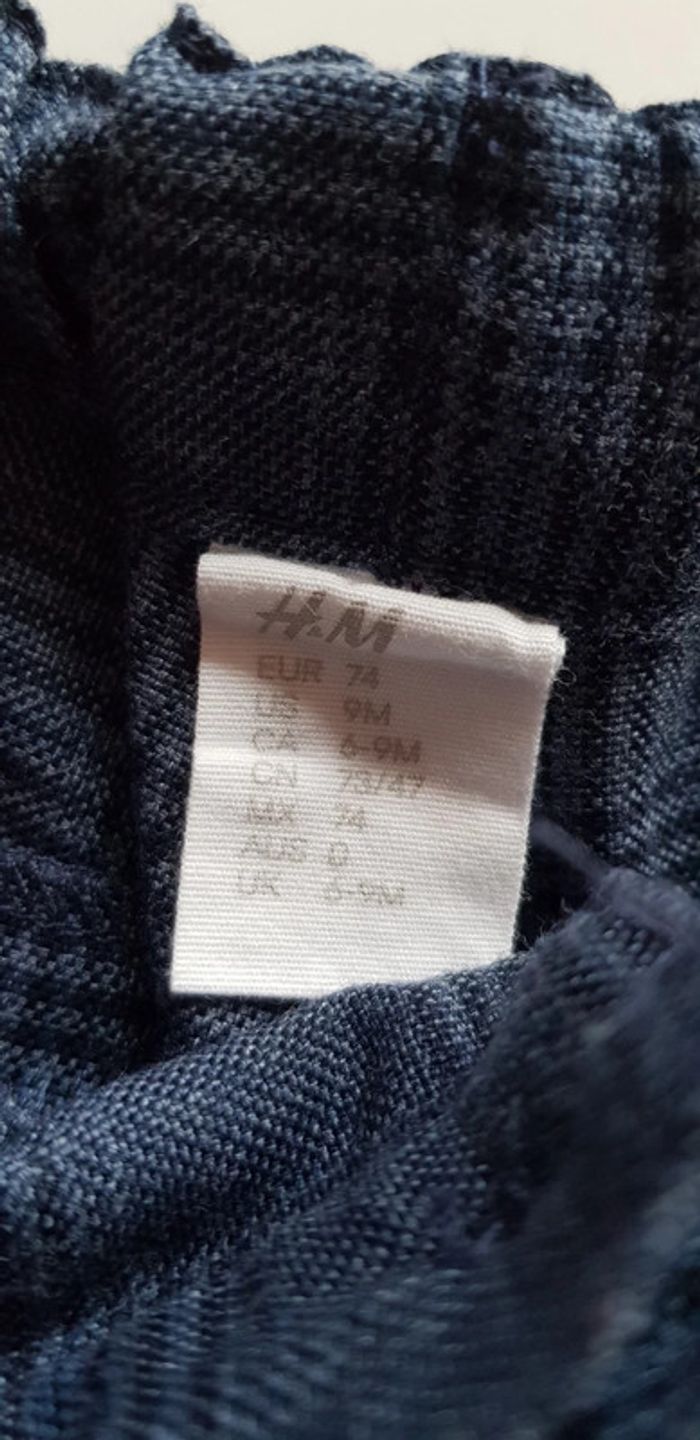 H&M
EUR 74
US 9M
CA 6-9M
CN 73/47
MX 74
AUS 0
UK 6-9M